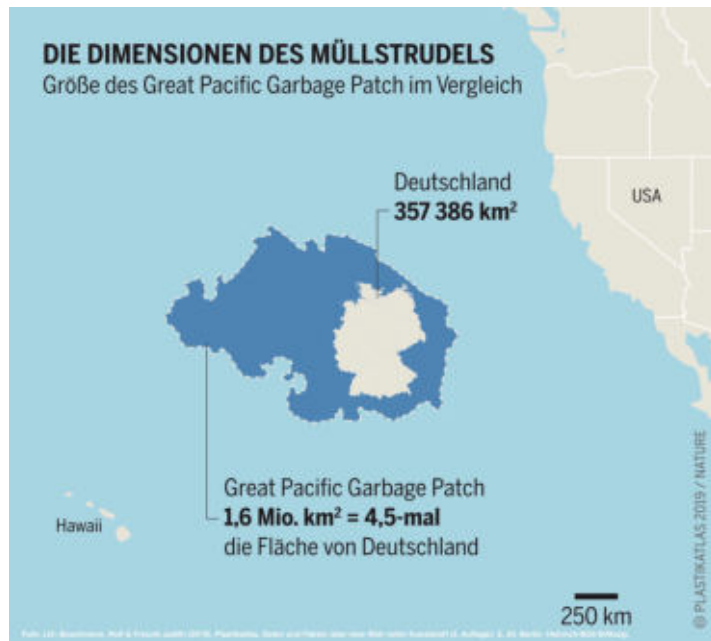 DIE DIMENSIONEN DES MÜLLSTRUDELS
Größe des Great Pacific Garbage Patch im Vergleich
Deutschland
357 386 km²
USA
Great Pacific Garbage Patch
1,6 Mio. km² = 4,5-mal
die Fläche von Deutschland
Hawaii
250 km
© PLASTIKATLAS 2019 / NATURE